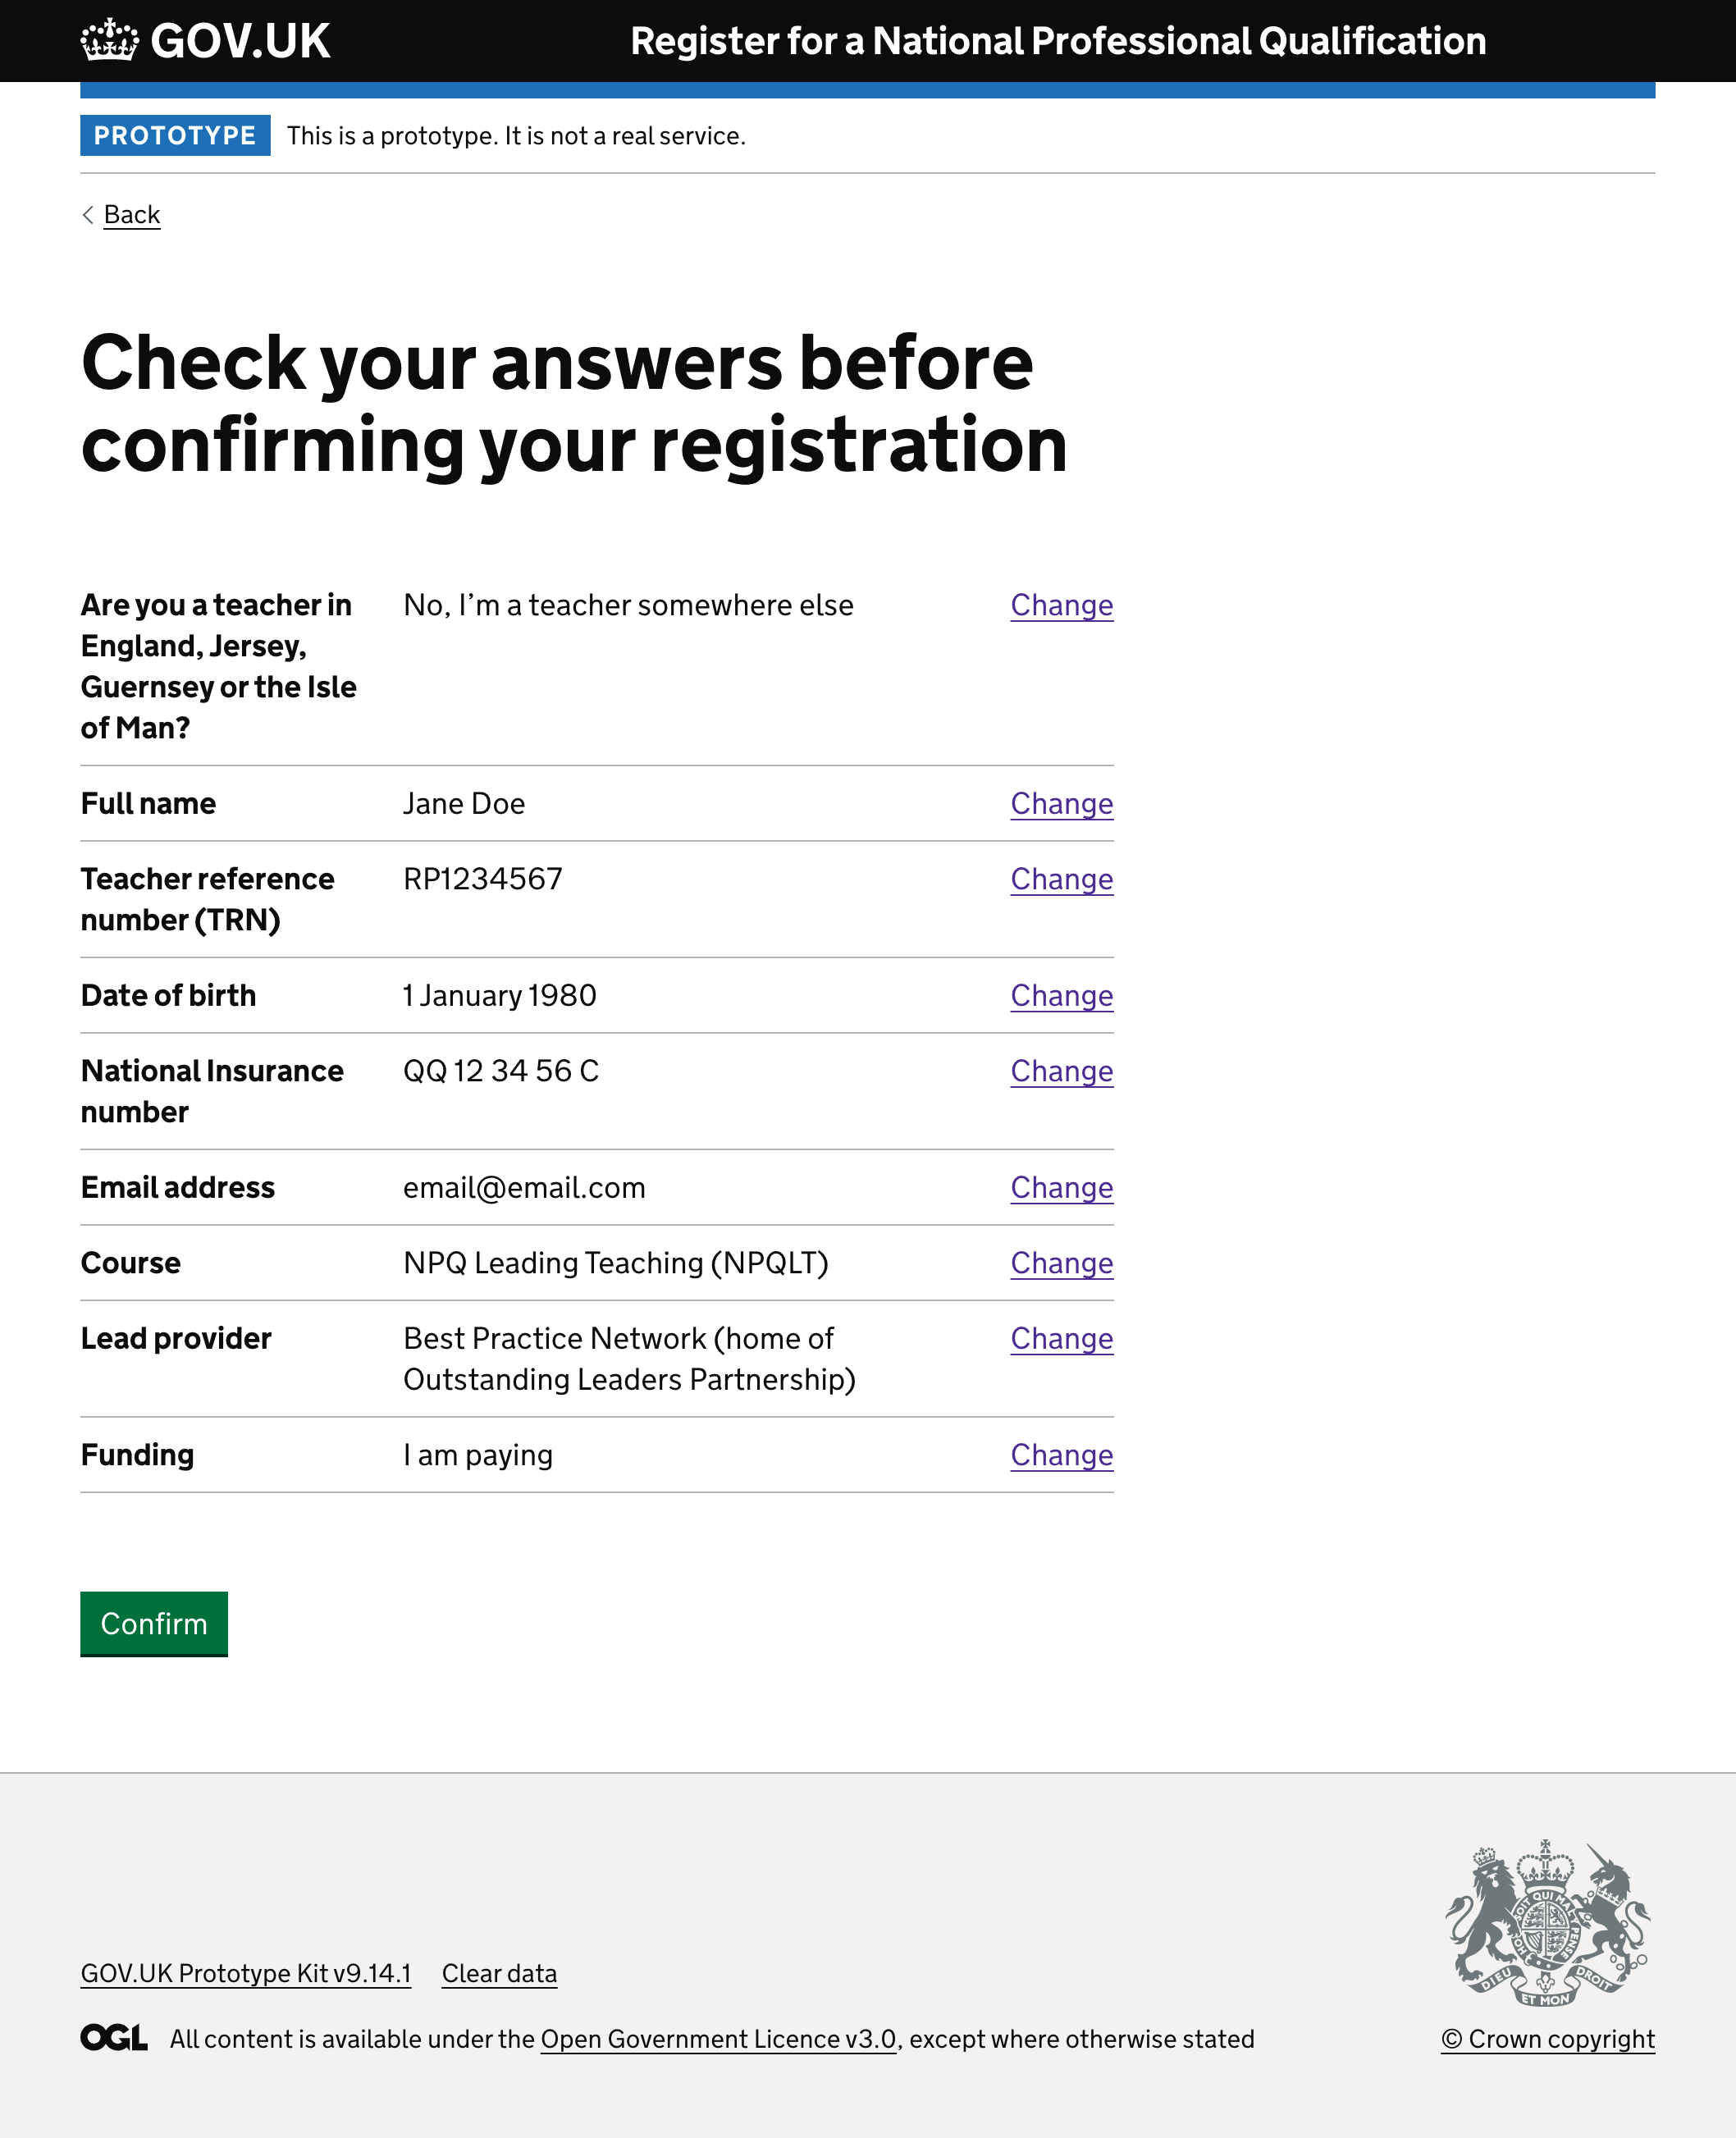 GOV.UK
Register for a National Professional Qualification
PROTOTYPE This is a prototype. It is not a real service.
Back
Check your answers before
confirming your registration
Are you a teacher in No, I’m a teacher somewhere else Change
England, Jersey,
Guernsey or the Isle
of Man?
Full name Jane Doe Change
Teacher reference RP1234567 Change
number (TRN)
Date of birth 1 January 1980 Change
National Insurance QQ 12 34 56 C Change
number
Email address email@email.com Change
Course NPQ Leading Teaching (NPQLT) Change
Lead provider Best Practice Network (home of Change
Outstanding Leaders Partnership)
Funding I am paying Change
Confirm
SOIT QUI MAL Y PENSE
HON
DIEU ET MON DROIT
GOV.UK Prototype Kit v9.14.1 Clear data
OGL All content is available under the Open Government Licence v3.0, except where otherwise stated
© Crown copyright